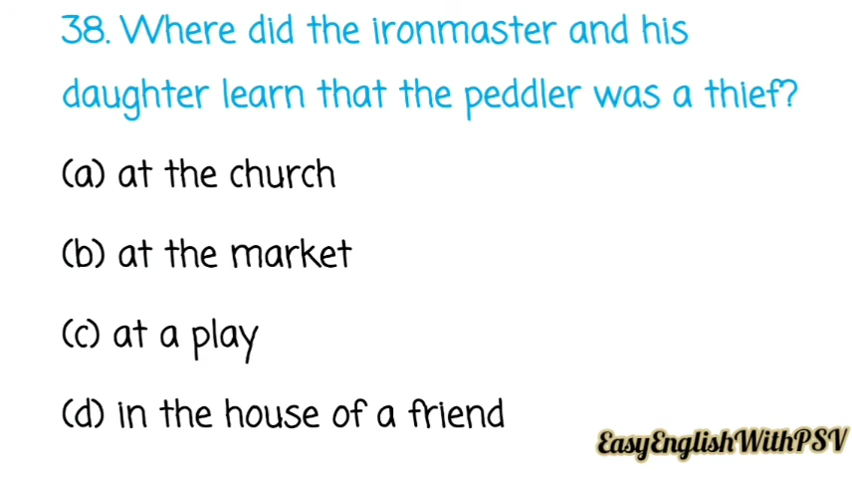 38. Where did the ironmaster and his
daughter learn that the peddler was a thief?
(a) at the church
(b) at the market
(c) at a play
(d) in the house of a friend
EasyEnglishWithPSV